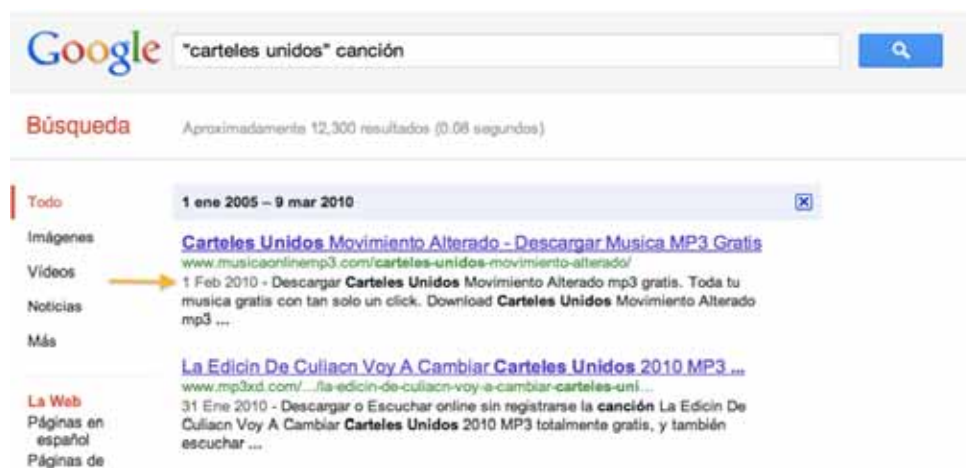 Google "carteles unidos" canción
Búsqueda Aproximadamente 12,300 resultados (0.08 segundos)
Todo
Imágenes
Vídeos
Noticias
Más
La Web
Páginas en
español
Páginas de
1 ene 2005 – 9 mar 2010
Carteles Unidos Movimiento Alterado - Descargar Musica MP3 Gratis
www.musicaonlinemp3.com/carteles-unidos-movimiento-alterado/
1 Feb 2010 - Descargar Carteles Unidos Movimiento Alterado mp3 gratis. Toda tu
musica gratis con tan solo un click. Download Carteles Unidos Movimiento Alterado
mp3 ...
La Edicin De Culiacn Voy A Cambiar Carteles Unidos 2010 MP3 ...
www.mp3xd.com/.../la-edicin-de-culiacn-voy-a-cambiar-carteles-uni...
31 Ene 2010 - Descargar o Escuchar online sin registrarse la canción La Edicin De
Culiacn Voy A Cambiar Carteles Unidos 2010 MP3 totalmente gratis, y también
escuchar ...